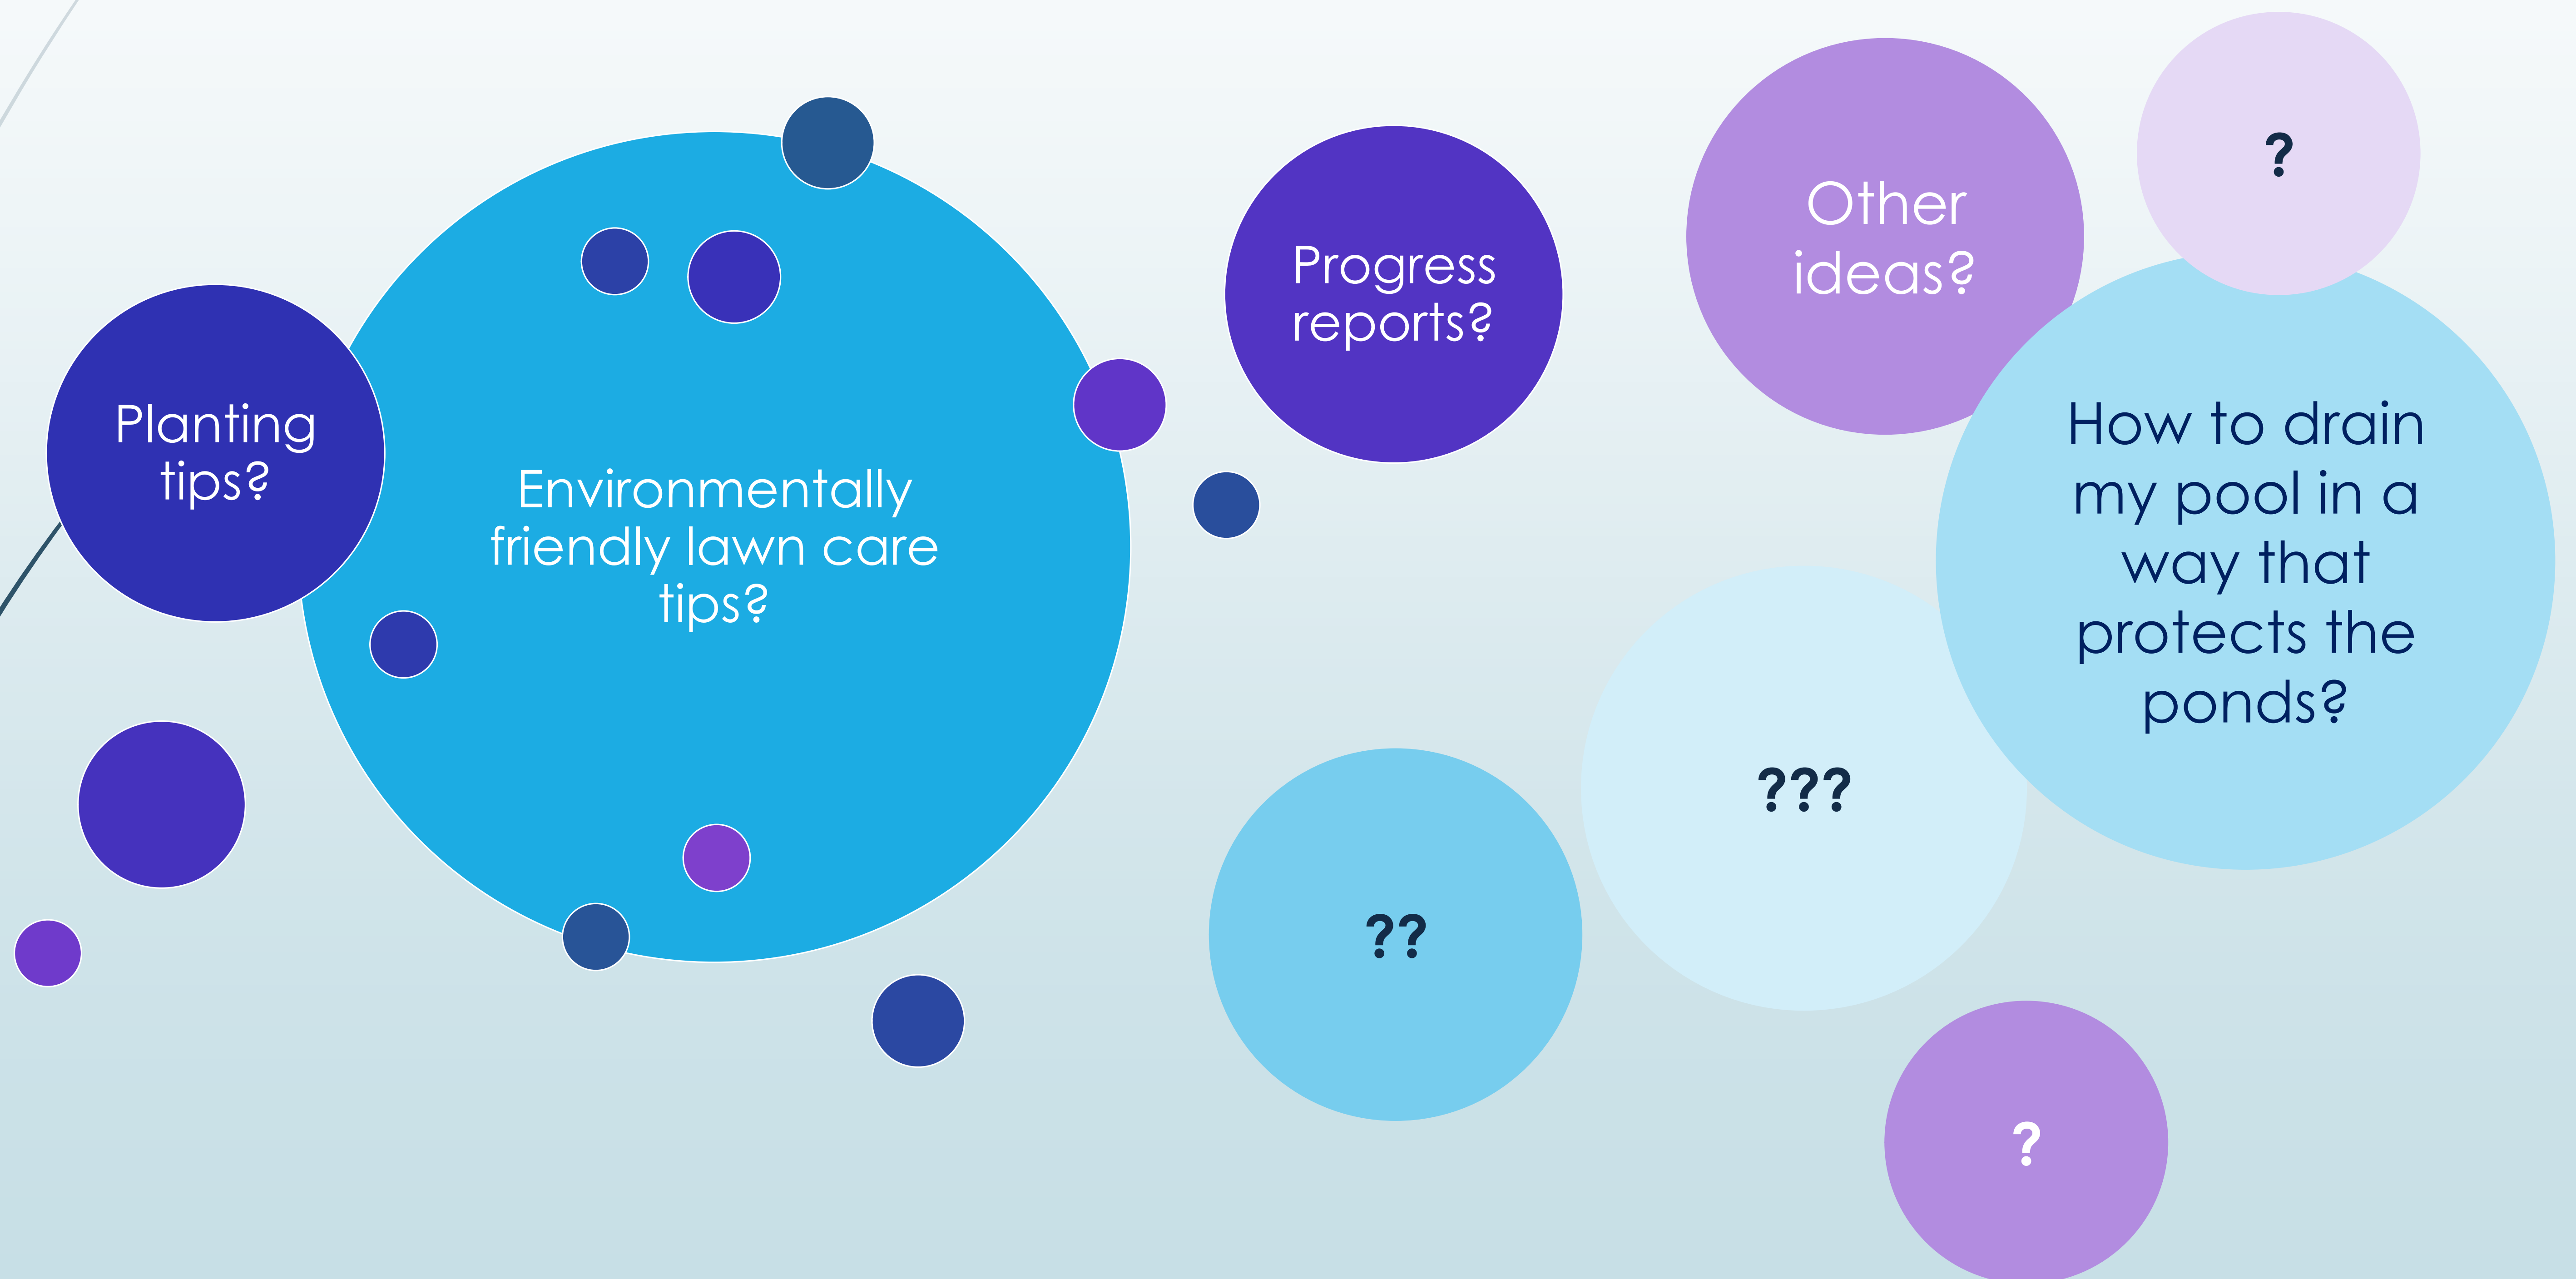 Planting
tips?
Environmentally
friendly lawn care
tips?
Progress
reports?
Other
ideas?
?
How to drain
my pool in a
way that
protects the
ponds?
???
??
?